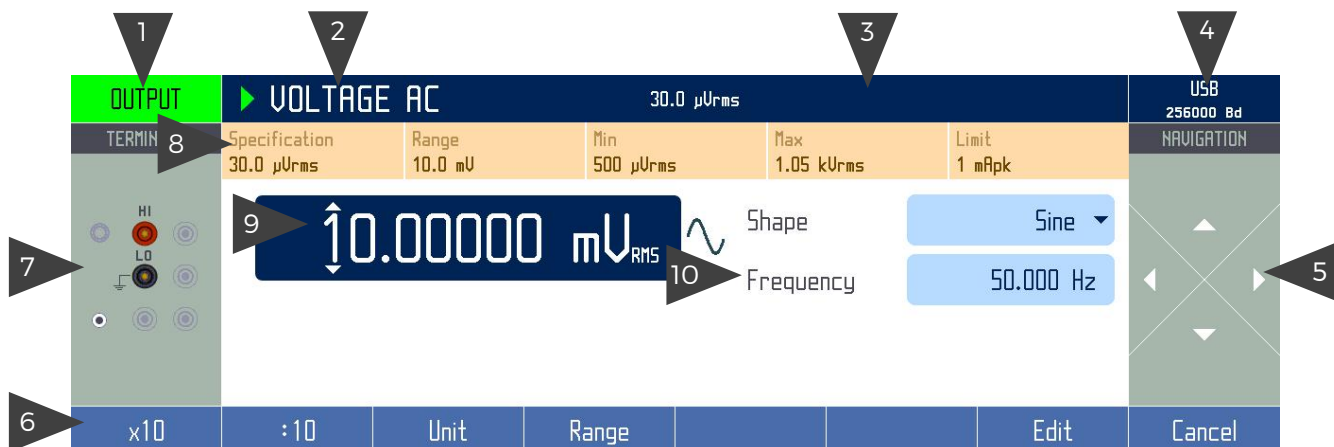 1
2
3
4
OUTPUT
VOLTAGE AC
30.0 µVrms
USB
256000 Bd
TERMIN
8
Specification
30.0 µVrms
Range
10.0 mV
Min
500 µVrms
Max
1.05 kVrms
Limit
1 mApk
NAVIGATION
HI
LO
7
9
10.00000 mVRMS
Shape
Sine
10
Frequency
50.000 Hz
5
6
x10
:10
Unit
Range
Edit
Cancel